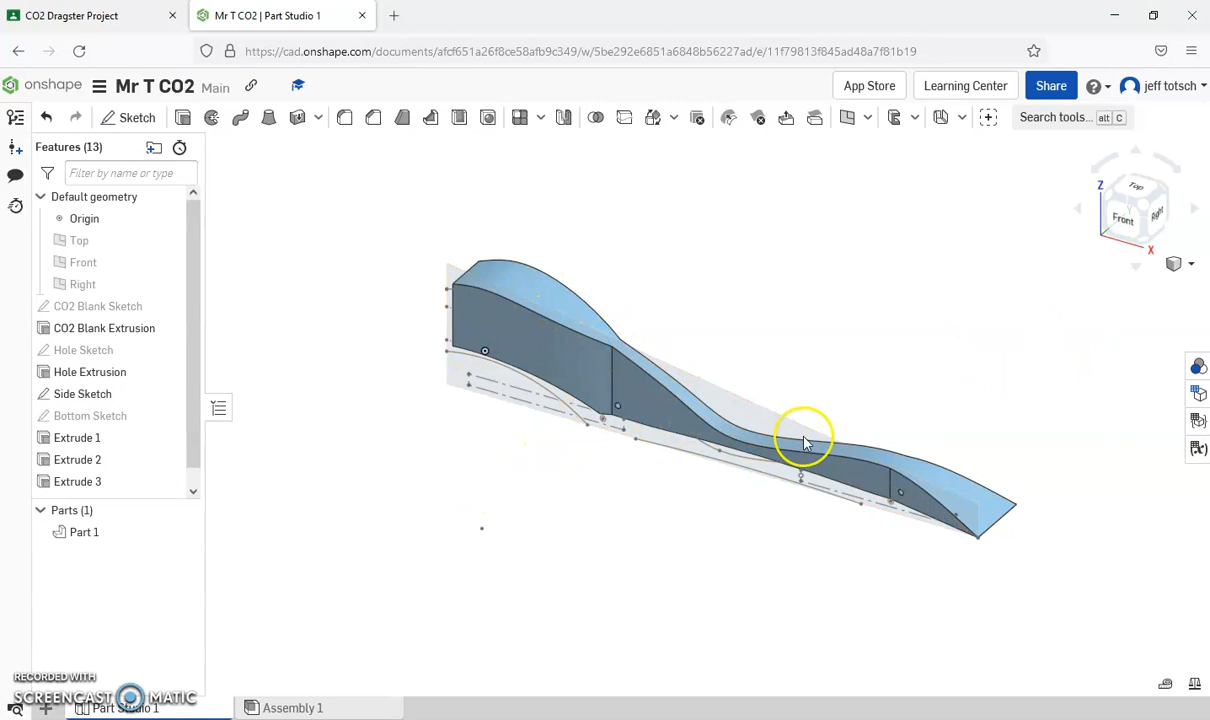 CO2 Dragster Project
Mr T CO2 | Part Studio 1
https://cad.onshape.com/documents/afcf651a26f8ce58afb9c349/w/5be292e6851a6848b56227ad/e/11f79813f845ad48a7f81b19
onshape
Mr T CO2
Main
App Store
Learning Center
Share
jeff totsch
Sketch
Search tools...
alt
C
Features (13)
Filter by name or type
Default geometry
Origin
Top
Front
Right
CO2 Blank Sketch
CO2 Blank Extrusion
Hole Sketch
Hole Extrusion
Side Sketch
Bottom Sketch
Extrude 1
Extrude 2
Extrude 3
Parts (1)
Part 1
Z
Top
Y
Front
Right
X
(x)
RECORDED WITH
SCREENCAST MATIC
Part Studio 1
Assembly 1